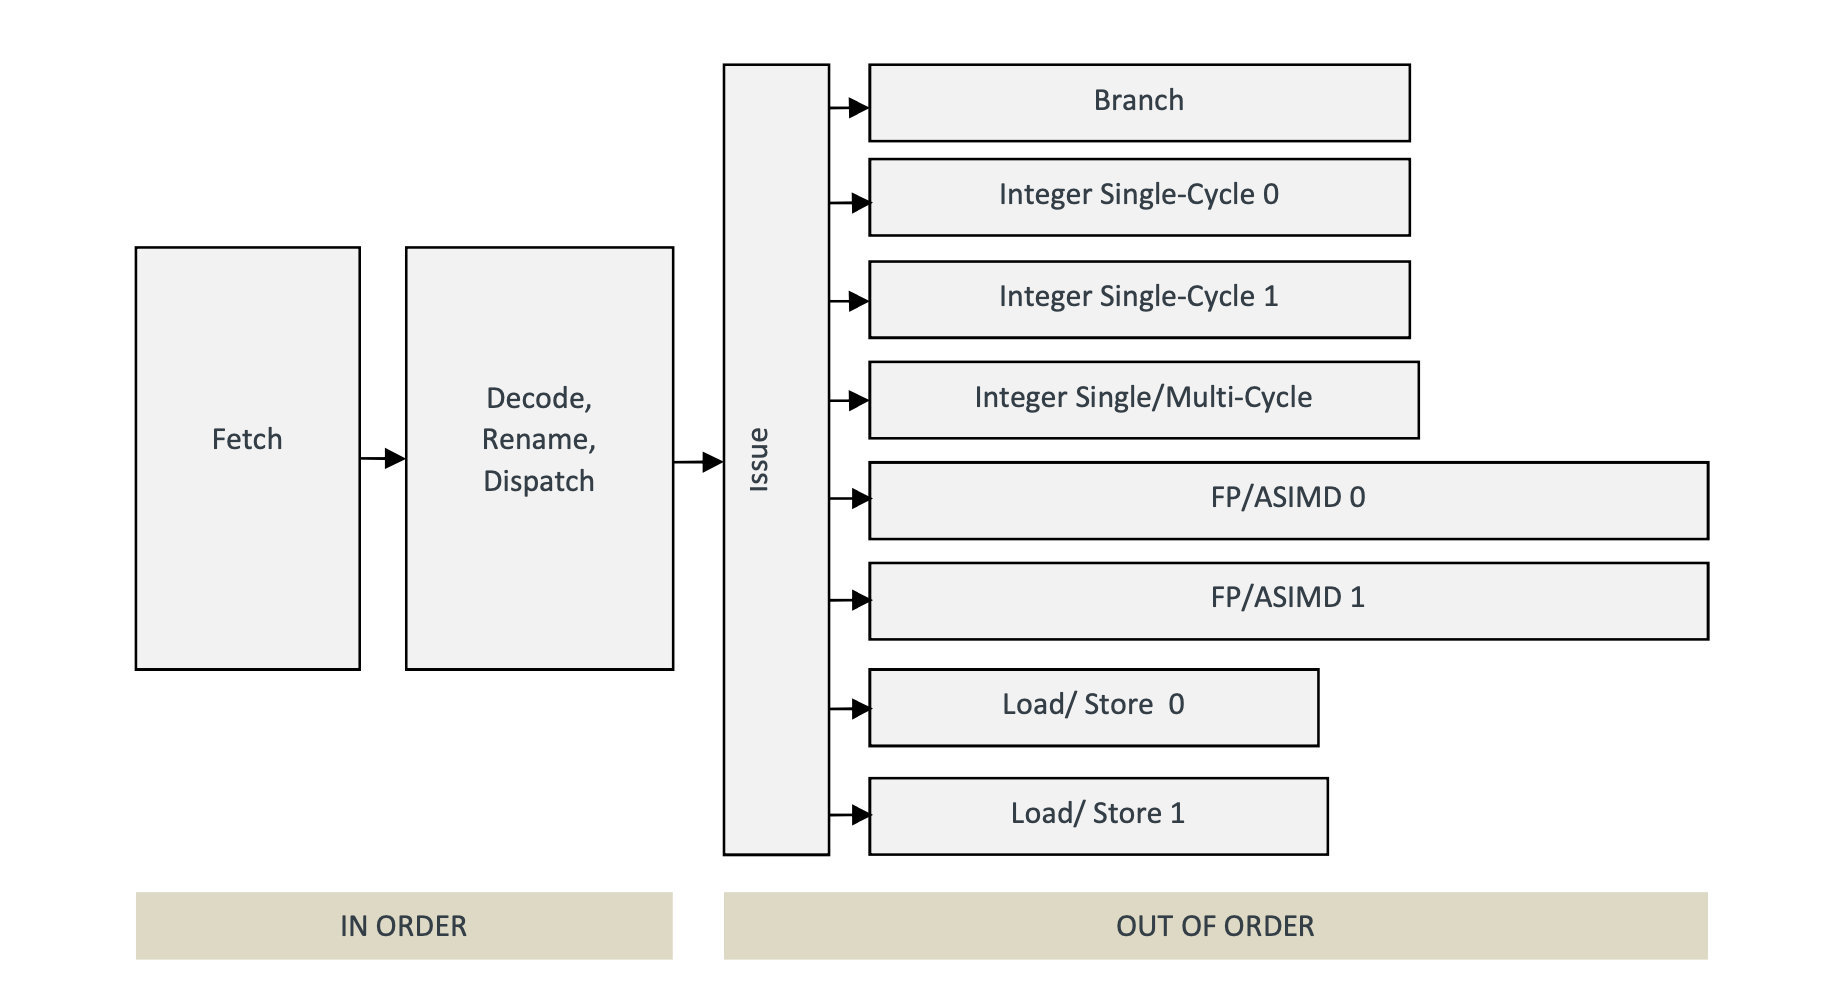 Fetch
Decode,
Rename,
Dispatch
Issue
Branch
Integer Single-Cycle 0
Integer Single-Cycle 1
Integer Single/Multi-Cycle
FP/ASIMD 0
FP/ASIMD 1
Load/ Store  0
Load/ Store 1
IN ORDER
OUT OF ORDER